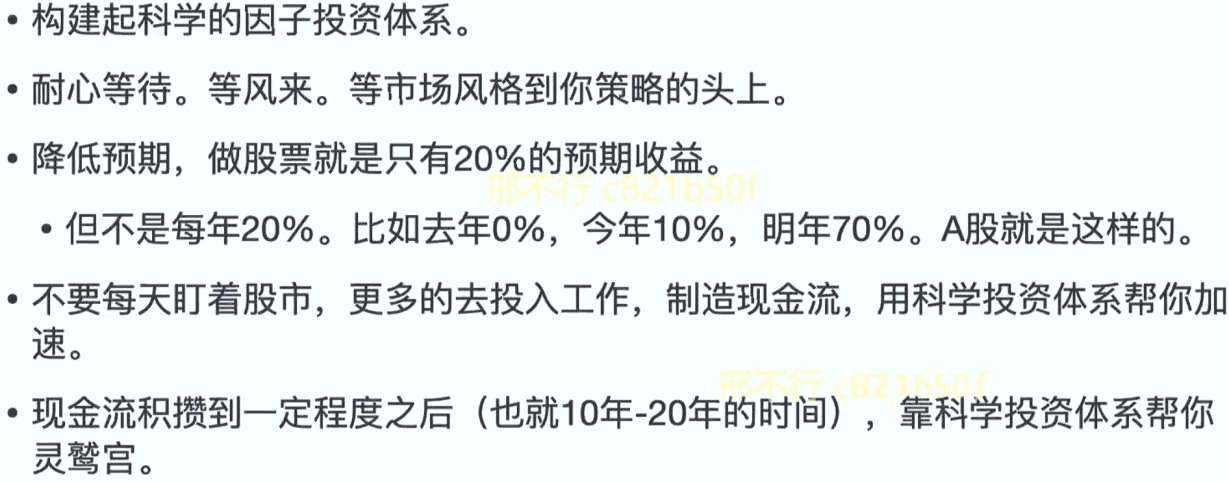 • 构建起科学的因子投资体系。
• 耐心等待。等风来。等市场风格到你策略的头上。
• 降低预期，做股票就是只有20%的预期收益。
邢不行 c821b50f
• 但不是每年20%。比如去年0%，今年10%，明年70%。A股就是这样的。
• 不要每天盯着股市，更多的去投入工作，制造现金流，用科学投资体系帮你加
速。
邢不行 c821b50f
• 现金流积攒到一定程度之后（也就10年-20年的时间），靠科学投资体系帮你
灵鹫宫。